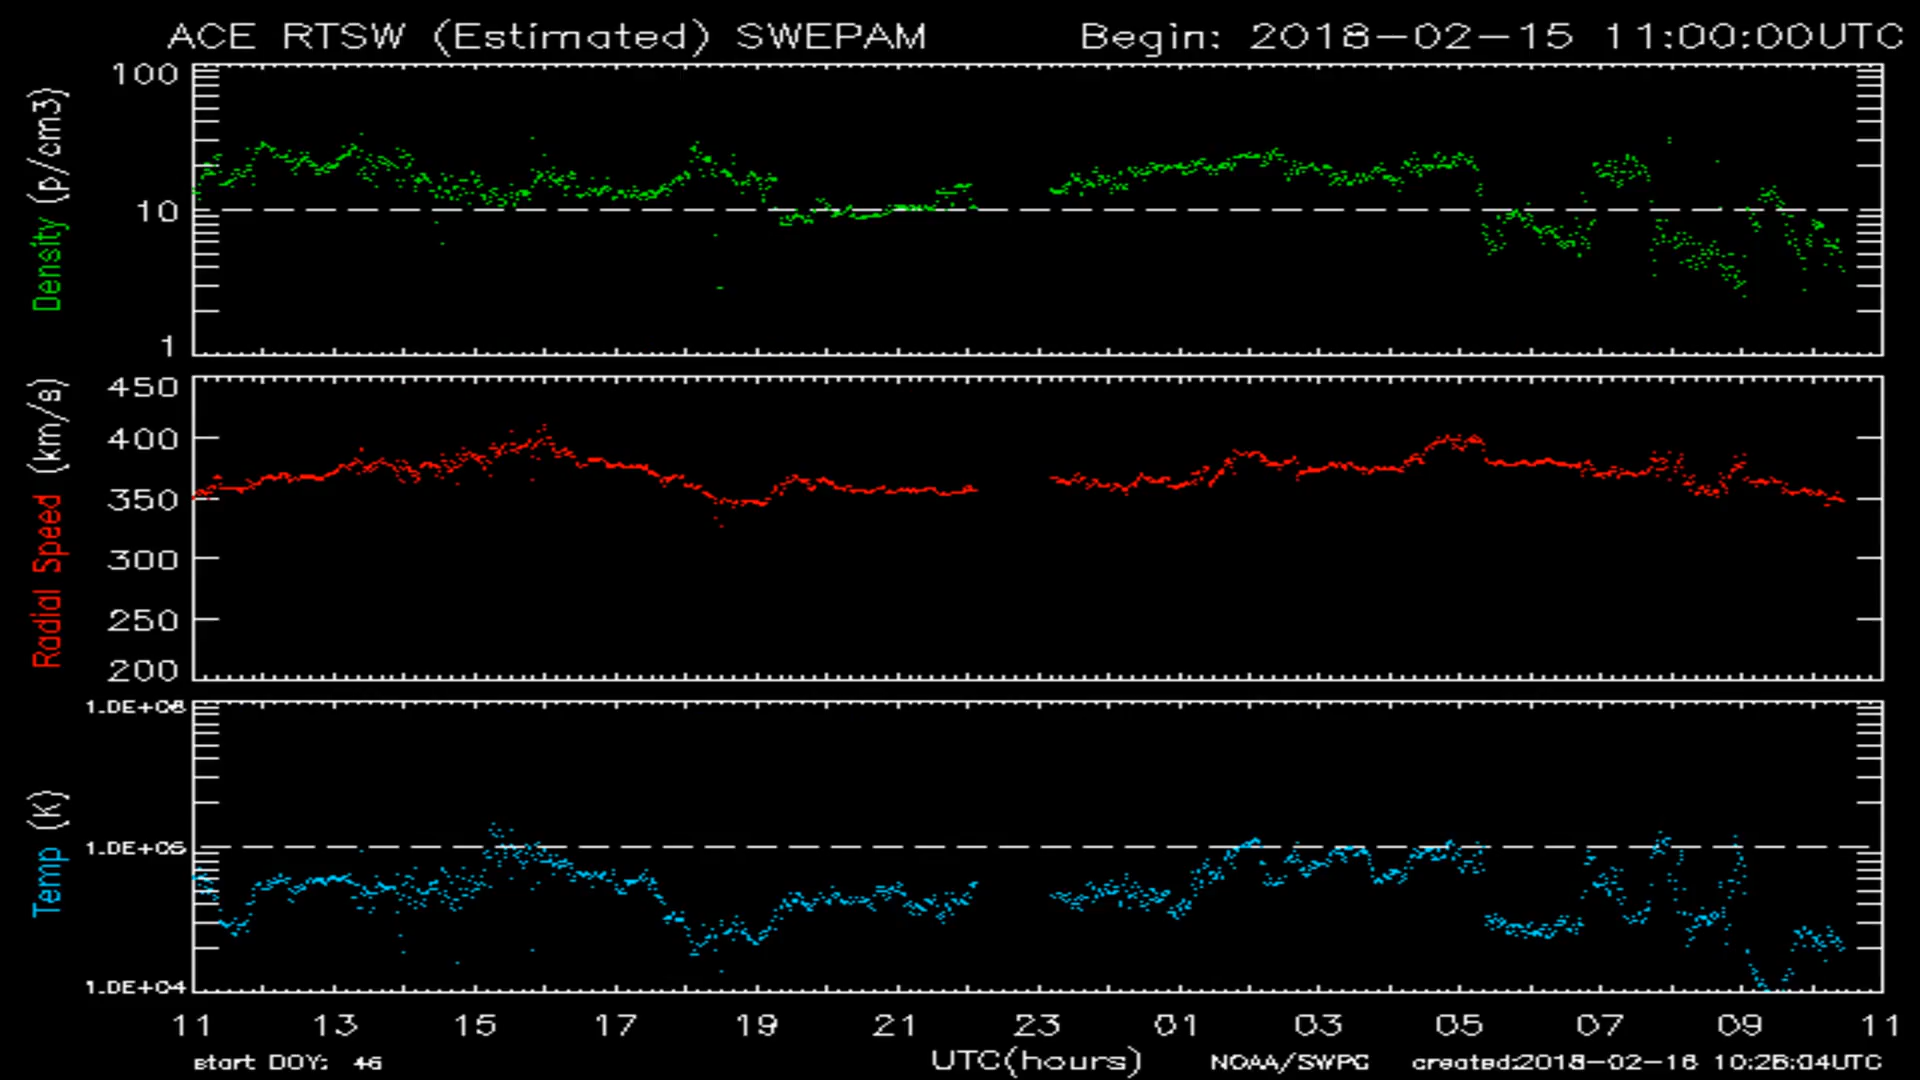 ACE RTSW (Estimated) SWEPAM Begin: 2018-02-15 11:00:00UTC
Density (p/cm3)
100
10
1
Radial Speed (km/s)
450
400
350
300
250
200
Temp (K)
1.0E+06
1.0E+05
1.0E+04
11 13 15 17 19 21 23 01 03 05 07 09 11
start DOY: 46 UTC(hours) NOAA/SWPC created:2018-02-16 10:26:04UTC